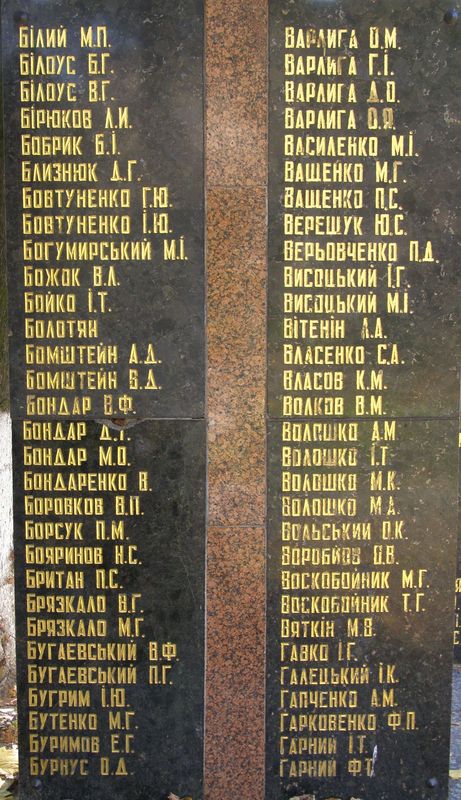 БІЛИЙ М.П.
БІЛОУС Б.Г.
БІЛОУС В.Г.
БІРЮКОВ Л.И.
БОБРИК Б.І.
БЛИЗНЮК Д.Г.
БОВТУНЕНКО Г.Ю.
БОВТУНЕНКО І.Ю.
БОГУМИРСЬКИЙ М.І.
БОЖОК В.Л.
БОЙКО І.Т.
БОЛОТЯН
БОМШТЕЙН А.Д.
БОМШТЕЙН Б.Д.
БОНДАР В.Ф.
БОНДАР Д.Г.
БОНДАР М.О.
БОНДАРЕНКО В.
БОРОВКОВ В.П.
БОРСУК П.М.
БОЯРИНОВ Н.С.
БРИТАН П.С.
БРЯЗКАЛО В.Г.
БРЯЗКАЛО М.Г.
БУГАЕВСЬКИЙ В.Ф.
БУГАЕВСЬКИЙ П.Г.
БУГРИМ І.Ю.
БУТЕНКО М.Г.
БУРИМОВ Е.Г.
БУРНУС О.Д.
ВАРЛИГА О.М.
ВАРЛИГА Г.І.
ВАРЛИГА Д.О.
ВАРЛИГА О.Я.
ВАСИЛЕНКО М.І.
ВАЩЕНКО М.Г.
ВАЩЕНКО П.С.
ВЕРЕЩУК Ю.С.
ВЕРЬОВЧЕНКО П.Д.
ВИСОЦЬКИЙ І.Г.
ВИСОЦЬКИЙ М.І.
ВІТЕНІН Л.А.
ВЛАСЕНКО С.А.
ВЛАСОВ К.М.
ВОЛКОВ В.М.
ВОЛОШКО А.М
ВОЛОШКО І.Т.
ВОЛОШКО М.К.
ВОЛОШКО М.А.
ВОЛЬСЬКИЙ О.К.
ВОРОБЙОВ О.В.
ВОСКОБОЙНИК М.Г.
ВОСКОБОЙНИК Т.Г.
ВЯТКІН М.В.
ГАВКО І.Г.
ГАЛЕЦЬКИЙ І.К.
ГАПЧЕНКО А.М.
ГАРКОВЕНКО Ф.П.
ГАРНИЙ І.Т.
ГАРНИЙ Ф.Т.